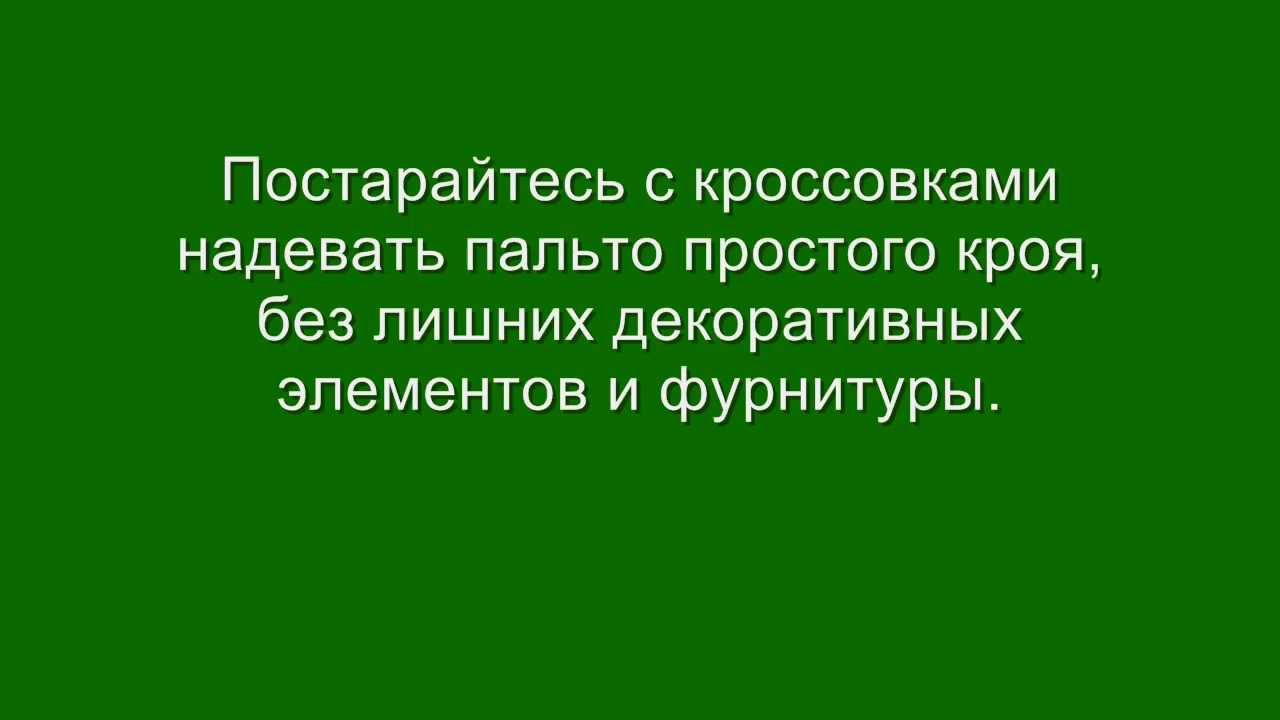 Постарайтесь с кроссовками
надевать пальто простого кроя,
без лишних декоративных
элементов и фурнитуры.